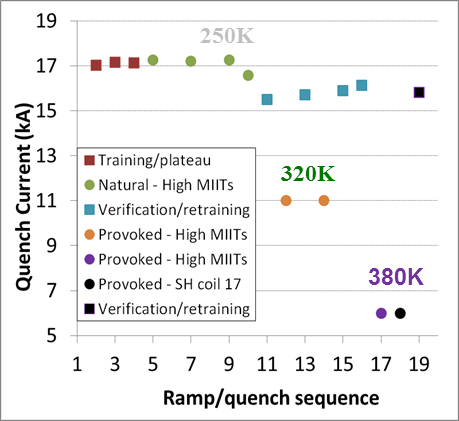 19
17
15
13
11
9
7
5
Quench Current (kA)
250K
320K
380K
Training/plateau
Natural - High MIITs
Verification/retraining
Provoked - High MIITs
Provoked - High MIITs
Provoked - SH coil 17
Verification/retraining
1 3 5 7 9 11 13 15 17 19
Ramp/quench sequence